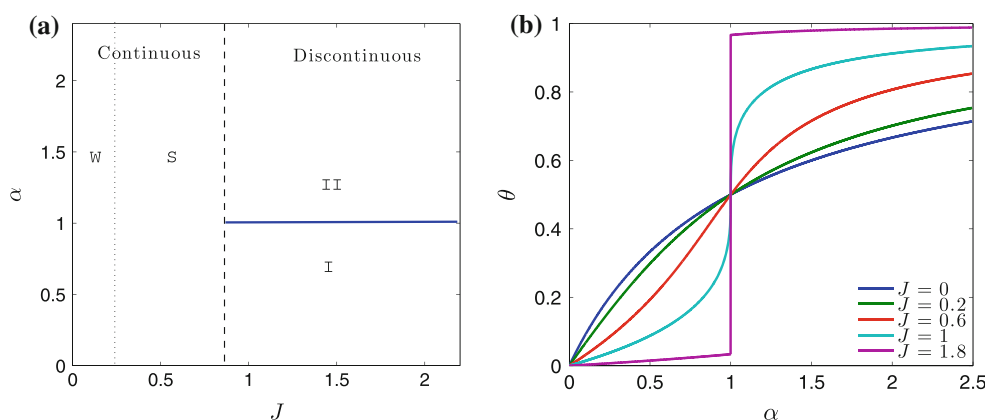 (a)
Continuous
Discontinuous
W
S
II
I
2
1.5
1
0.5
0
α
0
0.5
1
1.5
2
J
(b)
1
0.8
0.6
0.4
0.2
0
θ
J = 0
J = 0.2
J = 0.6
J = 1
J = 1.8
0
0.5
1
1.5
2
2.5
α